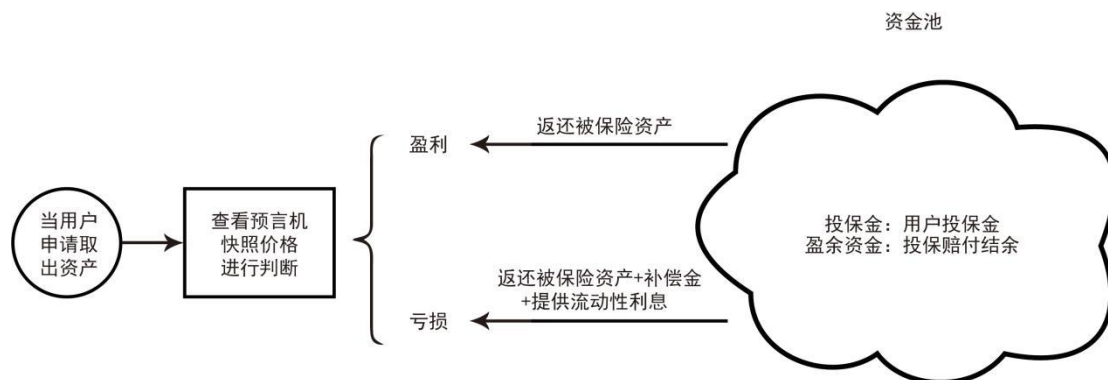 资金池
当用户
申请取
出资产
查看预言机
快照价格
进行判断
盈利
返还被保险资产
亏损
返还被保险资产+补偿金
+提供流动性利息
投保金：用户投保金
盈余资金：投保赔付结余